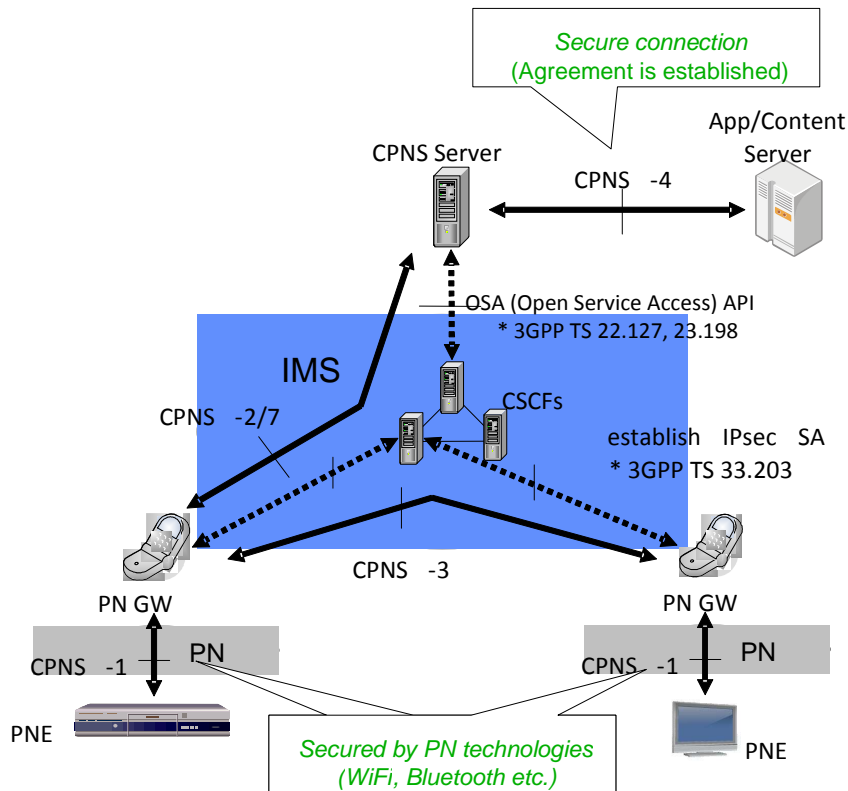 Secure connection
(Agreement is established)
App/Content
Server
CPNS Server
CPNS -4
OSA (Open Service Access) API
* 3GPP TS 22.127, 23.198
IMS
CSCFs
CPNS -2/7
establish IPsec SA
* 3GPP TS 33.203
CPNS -3
PN GW
PN GW
PN
PN
CPNS -1
CPNS -1
PNE
PNE
Secured by PN technologies
(WiFi, Bluetooth etc.)